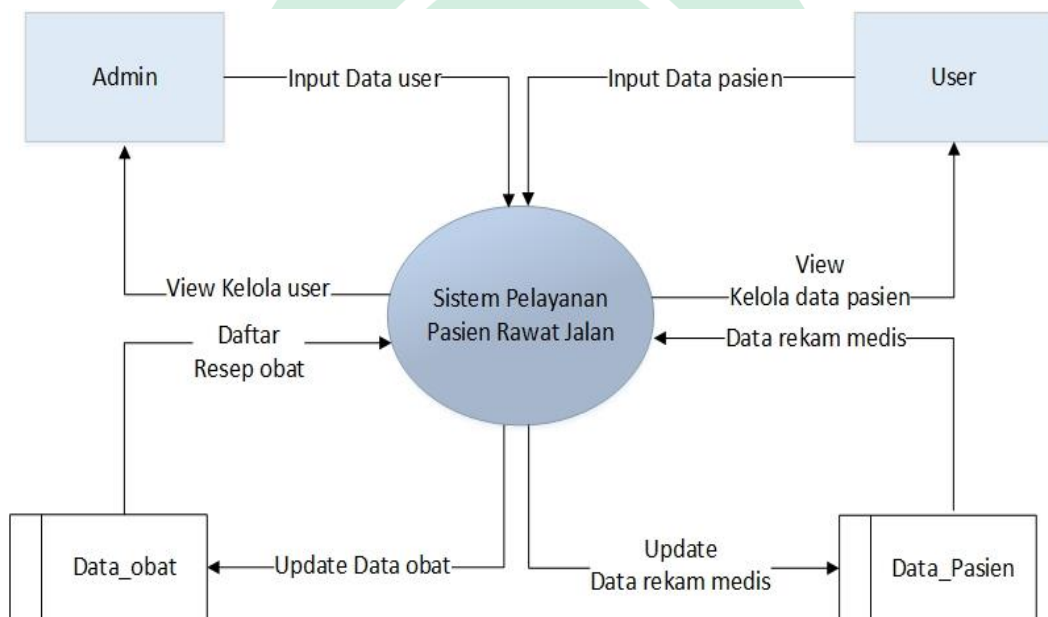 Admin
Input Data user
Input Data pasien
User
View Kelola user
Sistem Pelayanan
Pasien Rawat Jalan
View
Kelola data pasien
Daftar
Resep obat
Data rekam medis
Data_obat
Update Data obat
Update
Data rekam medis
Data_Pasien